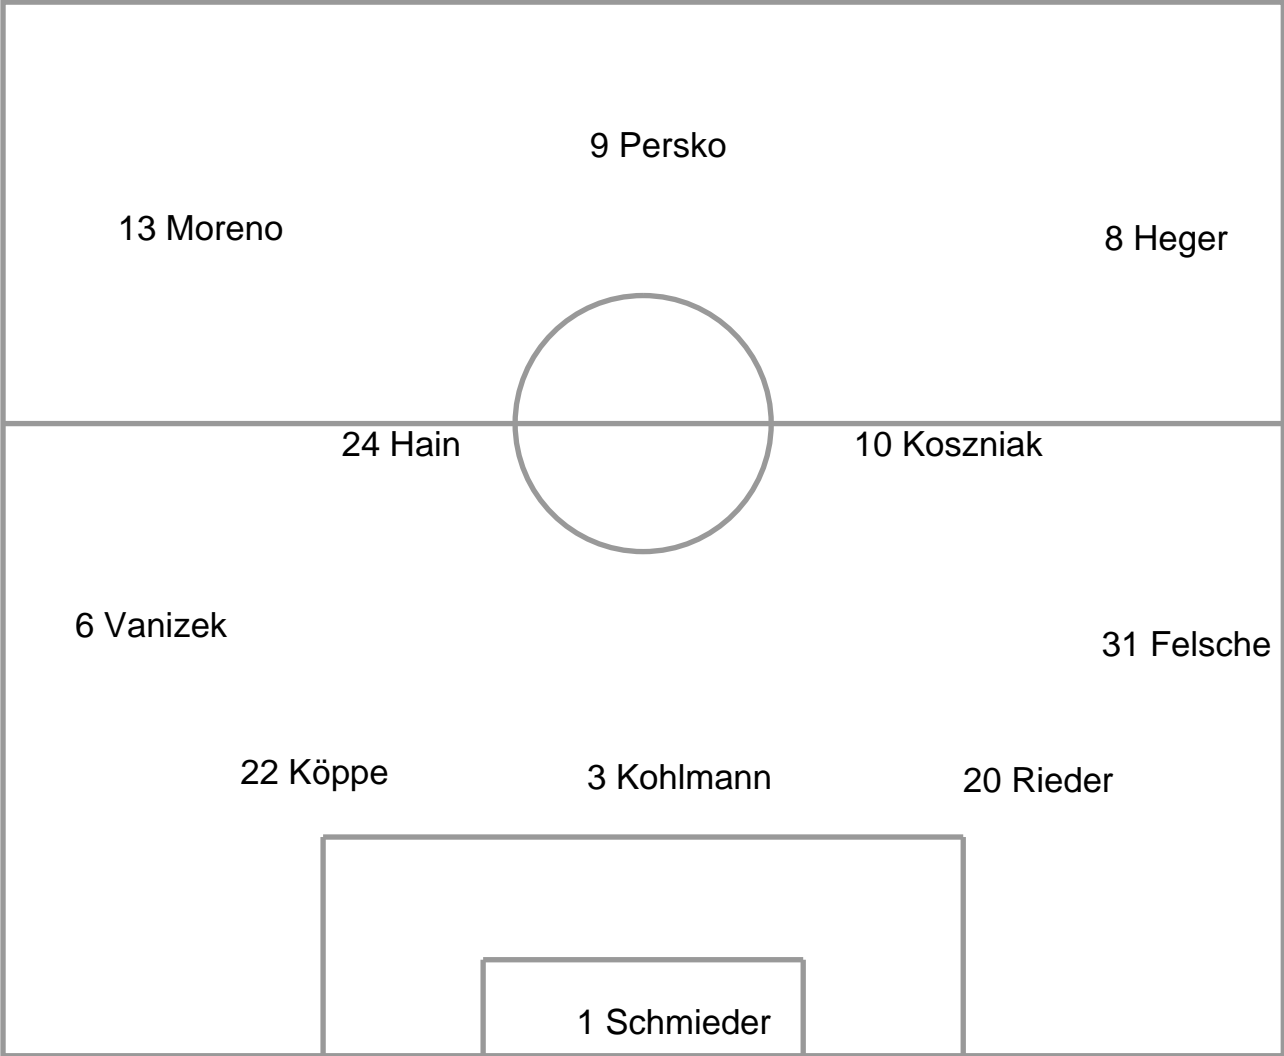 9 Persko
13 Moreno
8 Heger
24 Hain
10 Koszniak
6 Vanizek
31 Felsche
22 Köppe
3 Kohlmann
20 Rieder
1 Schmieder